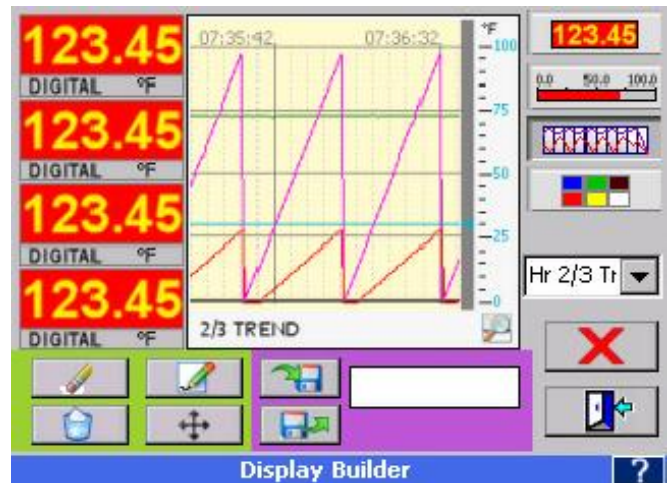 123.45
DIGITAL °F
123.45
DIGITAL °F
123.45
DIGITAL °F
123.45
DIGITAL °F
07:35:42 07:36:32 °F
100
75
50
25
0
2/3 TREND
123.45
0.0 50.0 100.0
Hr 2/3 Tr
Display Builder ?